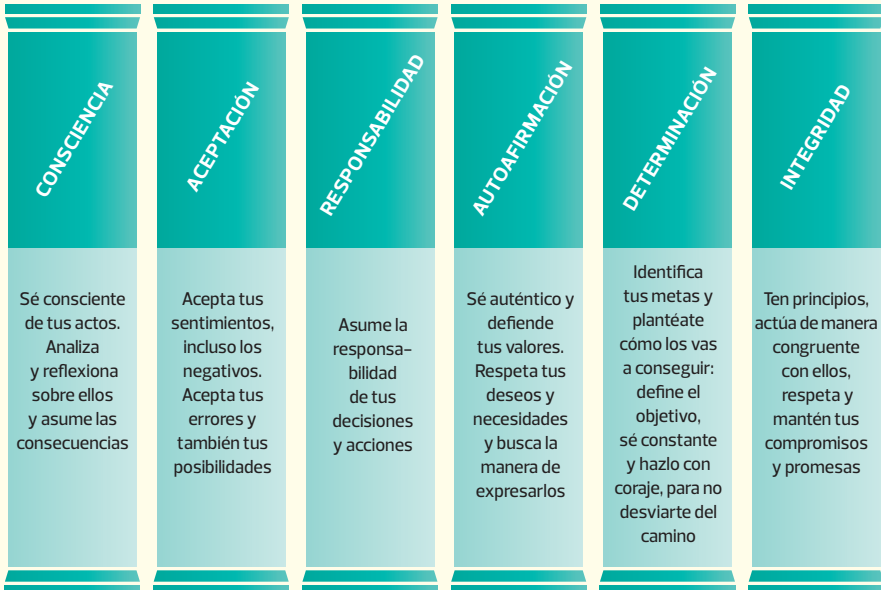 CONSCIENCIA
Sé consciente
de tus actos.
Analiza
y reflexiona
sobre ellos
y asume las
consecuencias
ACEPTACIÓN
Acepta tus
sentimientos,
incluso los
negativos.
Acepta tus
errores y
también tus
posibilidades
RESPONSABILIDAD
Asume la
responsa-
bilidad
de tus
decisiones
y acciones
AUTOAFIRMACIÓN
Sé auténtico y
defiende
tus valores.
Respeta tus
deseos y
necesidades
y busca la
manera de
expresarlos
DETERMINACIÓN
Identifica
tus metas y
plantéate
cómo los vas
a conseguir:
define el
objetivo,
sé constante
y hazlo con
coraje, para no
desviarte del
camino
INTEGRIDAD
Ten principios,
actúa de manera
congruente
con ellos,
respeta y
mantén tus
compromisos
y promesas